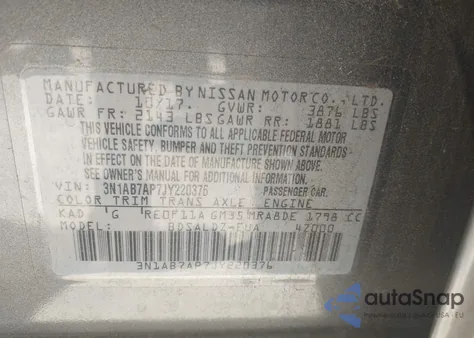 MANUFACTURED BY NISSAN MOTOR CO., LTD.
DATE: 10/17. GVWR: 3876 LBS
GAWR FR: 2143 LBS GAWR RR: 1881 LBS
THIS VEHICLE CONFORMS TO ALL APPLICABLE FEDERAL MOTOR
VEHICLE SAFETY, BUMPER, AND THEFT PREVENTION STANDARDS
IN EFFECT ON THE DATE OF MANUFACTURE SHOWN ABOVE.
SEE OWNER'S MANUAL FOR ADDITIONAL INFORMATION.
VIN: 3N1AB7AP7JY220376 PASSENGER CAR
COLOR TRIM TRANS AXLE ENGINE
KAD G RE0F11A GM35 MRA8DE 1798 CC
MODEL: BDSALDZ-EUA 47000
3N1AB7AP7JY220376
autoSnap